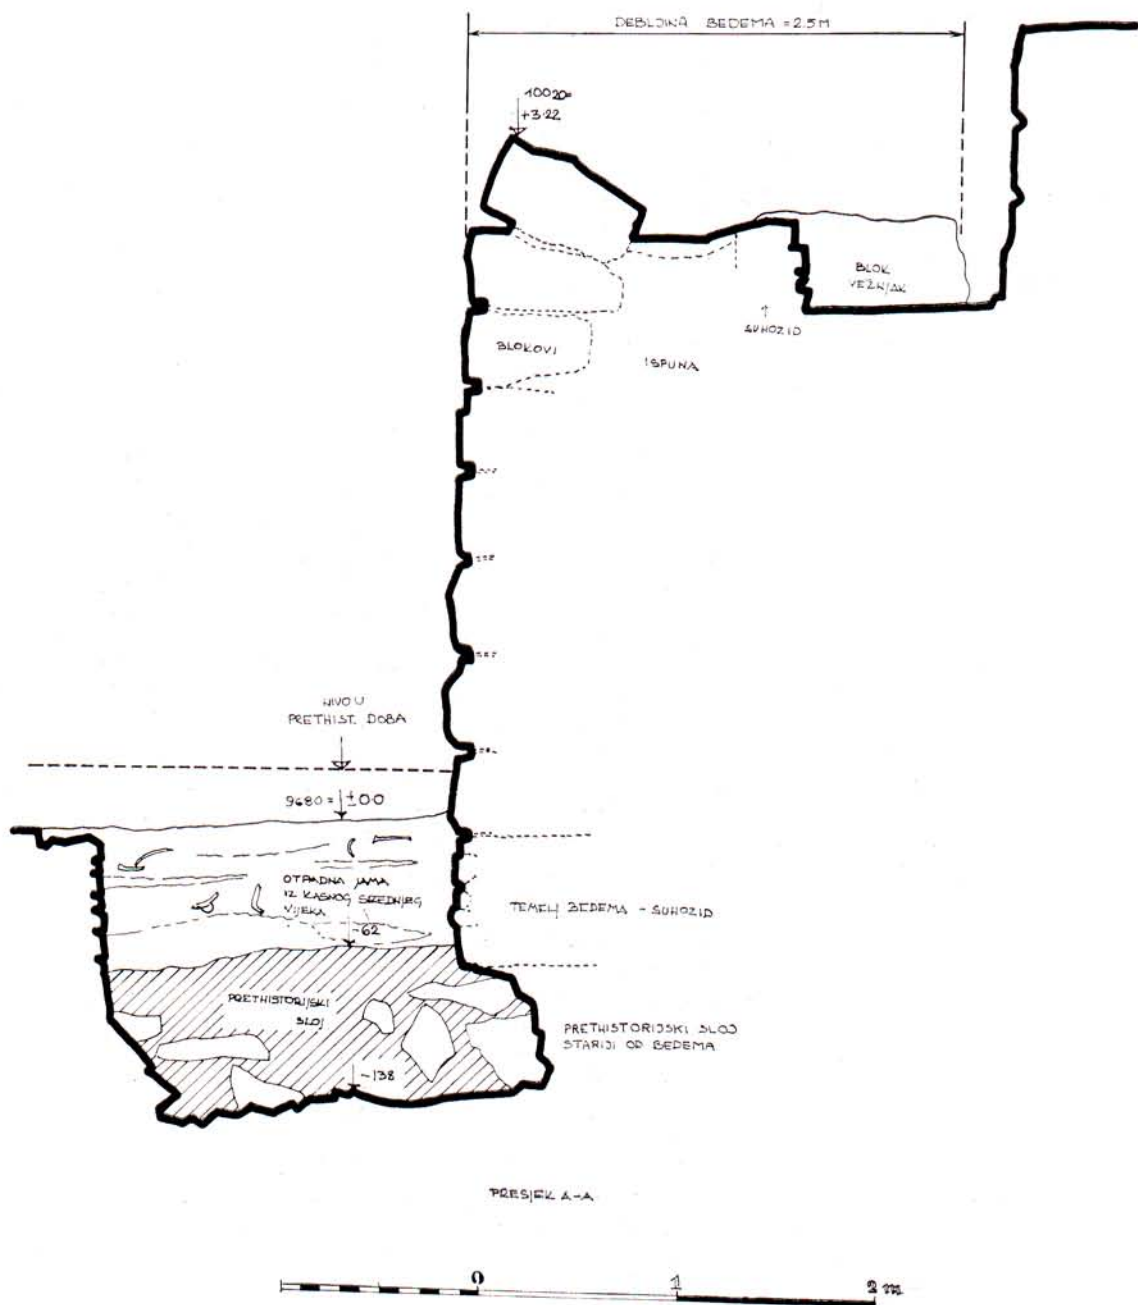 DEBLJINA BEDEMA = 2.5 M
10020=
+3.22
BLOK
VEZNJAK
SUHOZID
BLOKOVI
ISPUNA
NIVO U
PRETHIST. DOBA
9680 = ±0.0
OTPADNA JAMA
IZ KASNOG SREDNJEG
VIJEKA
-62
TEMELJ BEDEMA - SUHOZID
PRETHISTORIJSKI
SLOJ
PRETHISTORIJSKI SLOJ
STARIJI OD BEDEMA
-138
PRESJEK A-A
0 1 2 m